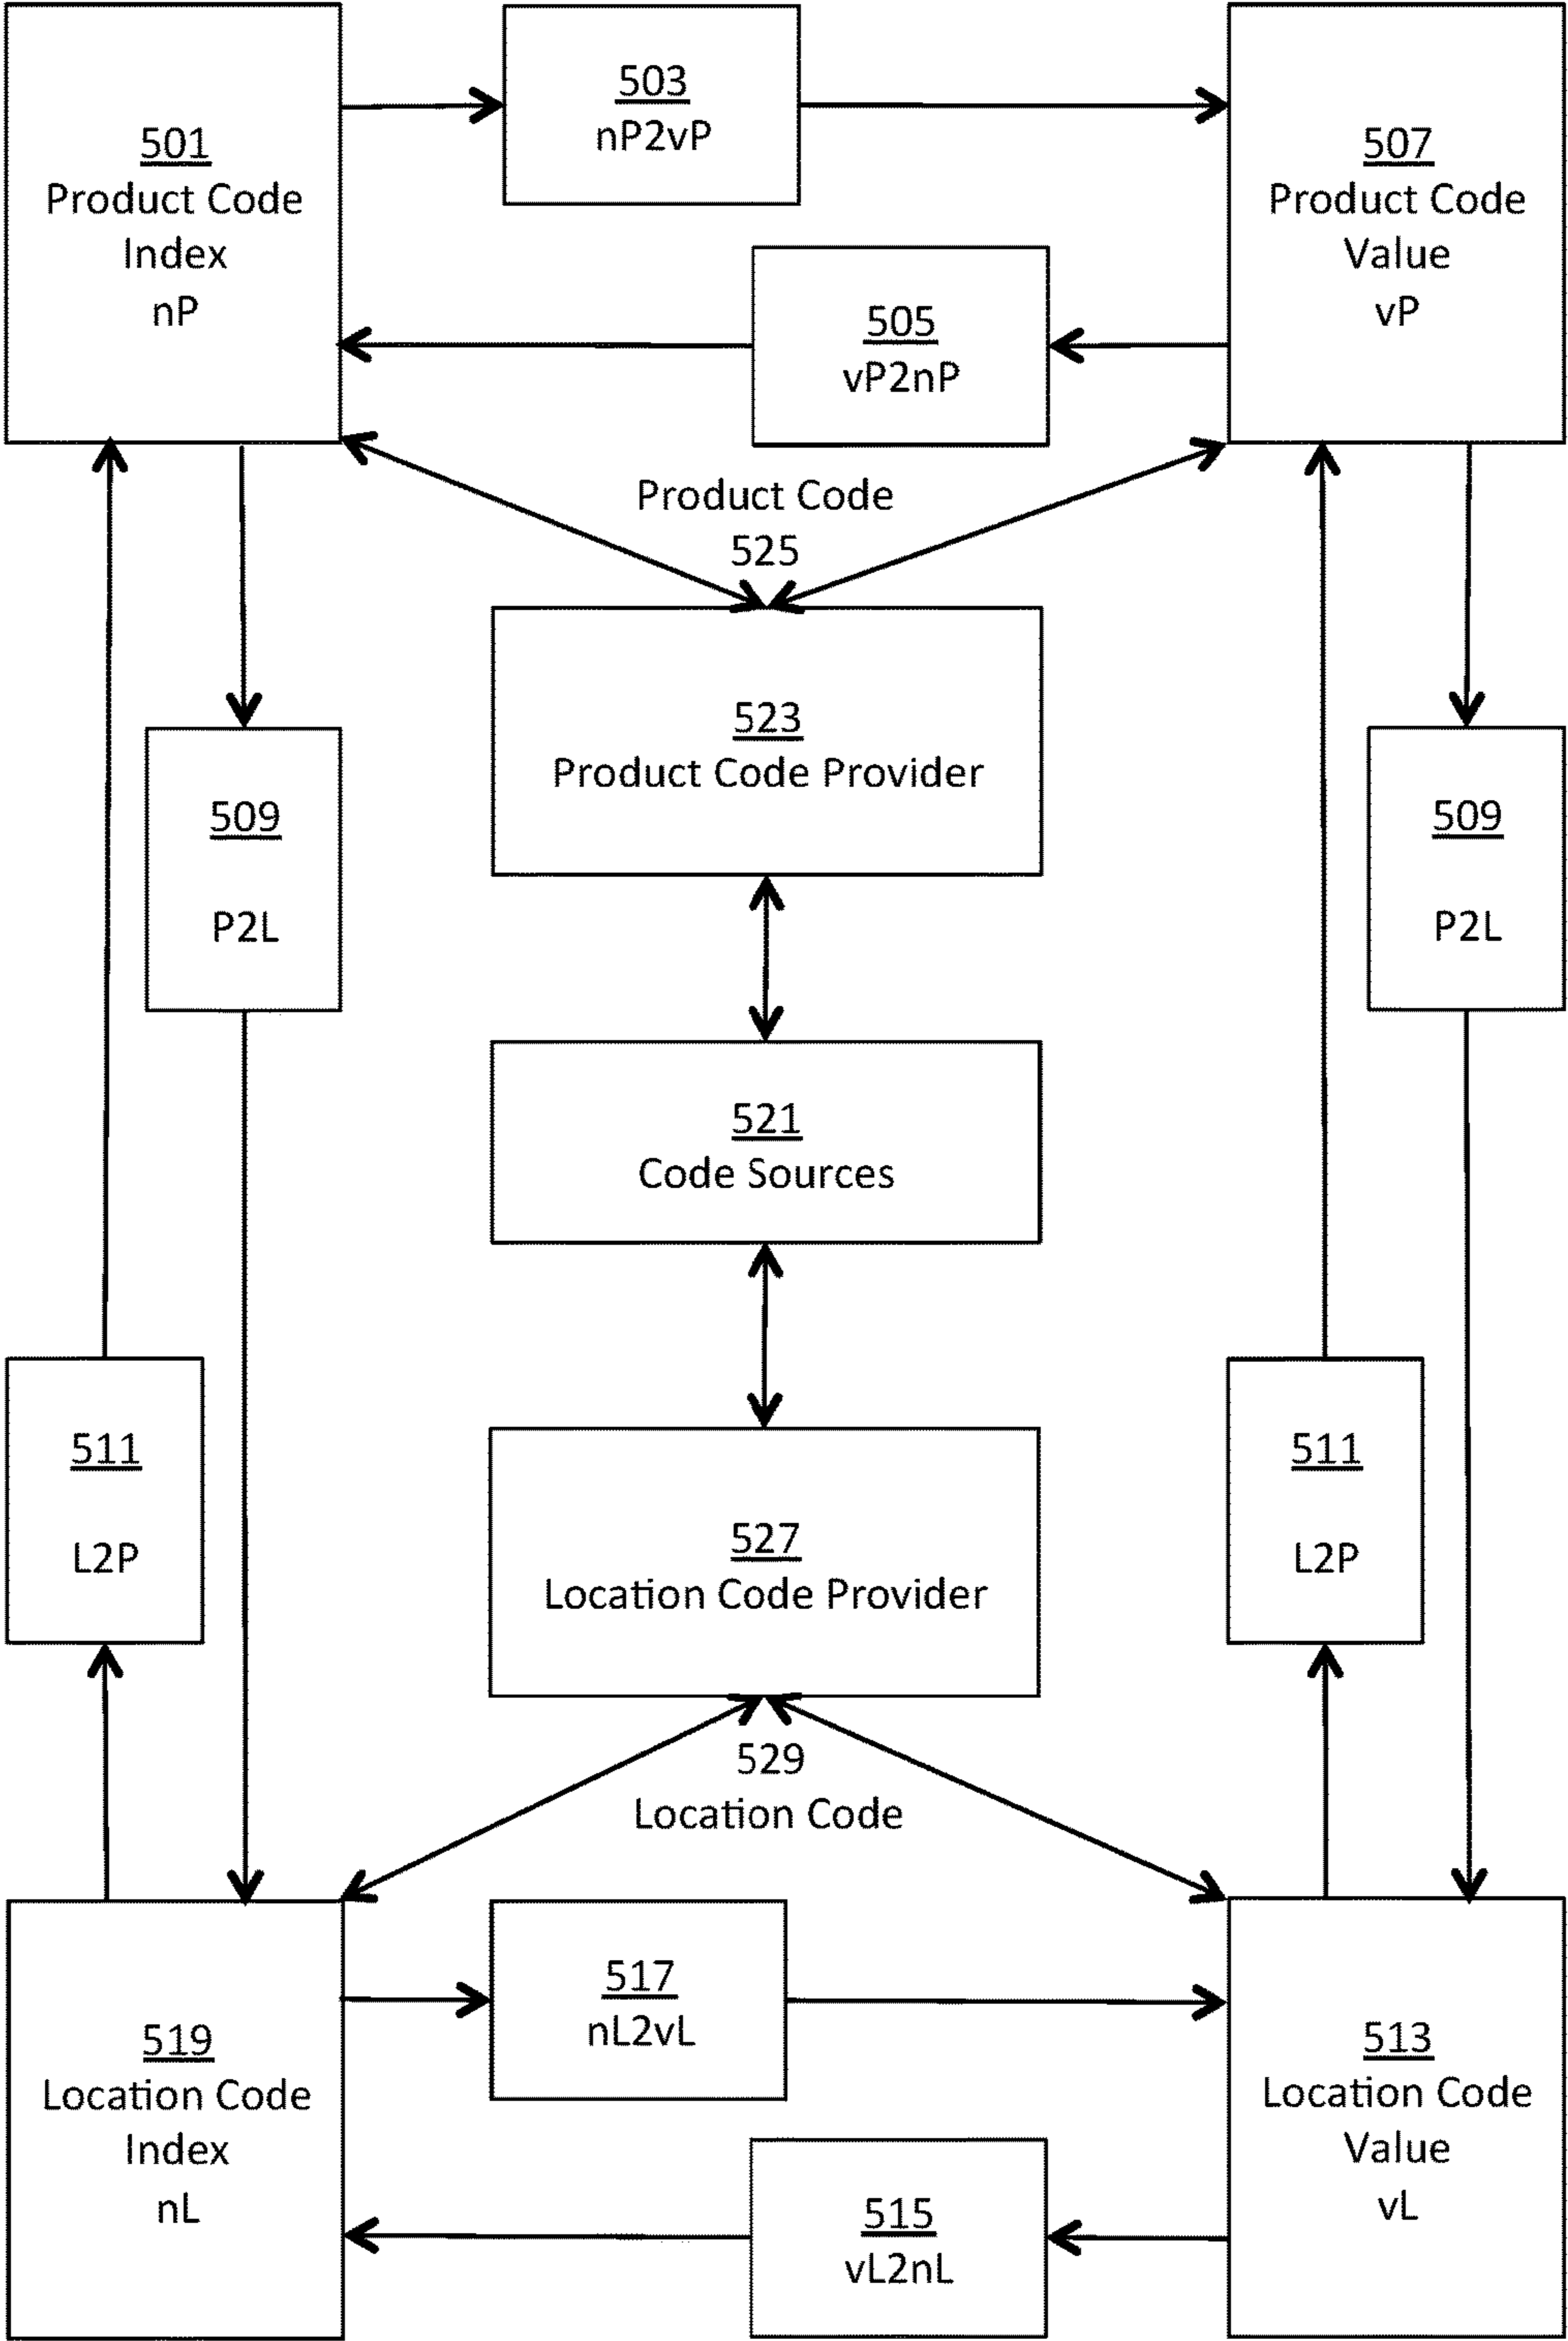 503
nP2vP
501
Product Code
Index
nP
507
Product Code
Value
vP
505
vP2nP
Product Code
525
523
Product Code Provider
509
P2L
509
P2L
521
Code Sources
511
L2P
511
L2P
527
Location Code Provider
529
Location Code
517
nL2vL
519
Location Code
Index
nL
513
Location Code
Value
vL
515
vL2nL